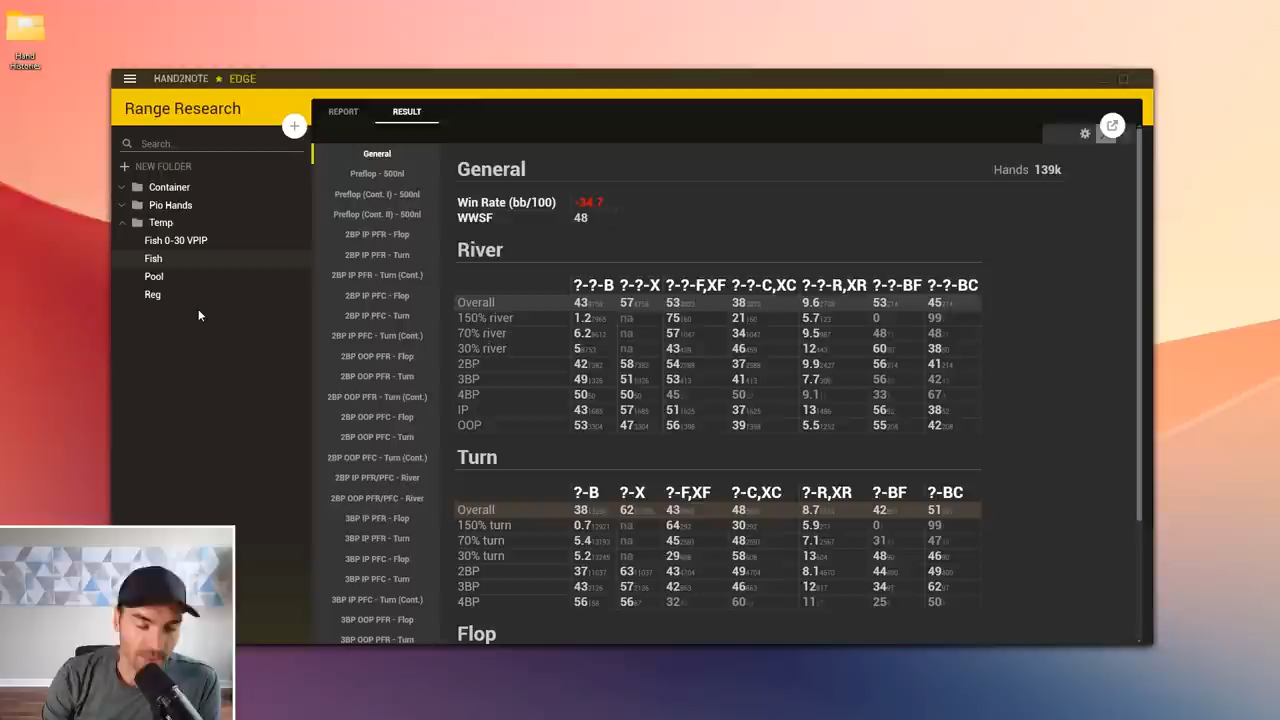 Hand
Histories
HAND2NOTE ★ EDGE
Range Research
Search...
NEW FOLDER
Container
Pio Hands
Temp
Fish 0-30 VPIP
Fish
Pool
Reg
REPORT RESULT
General
Preflop - 500nl
Preflop (Cont. I) - 500nl
Preflop (Cont. II) - 500nl
2BP IP PFR - Flop
2BP IP PFR - Turn
2BP IP PFR - Turn (Cont.)
2BP IP PFC - Flop
2BP IP PFC - Turn
2BP IP PFC - Turn (Cont.)
2BP OOP PFR - Flop
2BP OOP PFR - Turn
2BP OOP PFR - Turn (Cont.)
2BP OOP PFC - Flop
2BP OOP PFC - Turn
2BP OOP PFC - Turn (Cont.)
2BP IP PFR/PFC - River
2BP OOP PFR/PFC - River
3BP IP PFR - Flop
3BP IP PFR - Turn
3BP IP PFC - Flop
3BP IP PFC - Turn
3BP IP PFC - Turn (Cont.)
3BP OOP PFR - Flop
3BP OOP PFR - Turn
General Hands 139k
Win Rate (bb/100) -34.7
WWSF 48
River
?-?-B ?-?-X ?-?-F,XF ?-?-C,XC ?-?-R,XR ?-?-BF ?-?-BC
Overall 43 57 53 38 9.6 53 45
150% river 1.2 na 75 21 5.7 0 99
70% river 6.2 na 57 34 9.5 48 48
30% river 5 na 43 46 12 60 38
2BP 42 58 54 37 9.9 56 41
3BP 49 51 53 41 7.7 56 42
4BP 50 50 45 50 9.1 33 67
IP 43 57 51 37 13 56 38
OOP 53 47 56 39 5.5 55 42
Turn
?-B ?-X ?-F,XF ?-C,XC ?-R,XR ?-BF ?-BC
Overall 38 62 43 48 8.7 42 51
150% turn 0.7 na 64 30 5.9 0 99
70% turn 5.4 na 45 48 7.1 31 47
30% turn 5.2 na 29 58 13 48 46
2BP 37 63 43 49 8.1 44 49
3BP 43 57 42 46 12 34 62
4BP 56 56 32 60 11 25 50
Flop